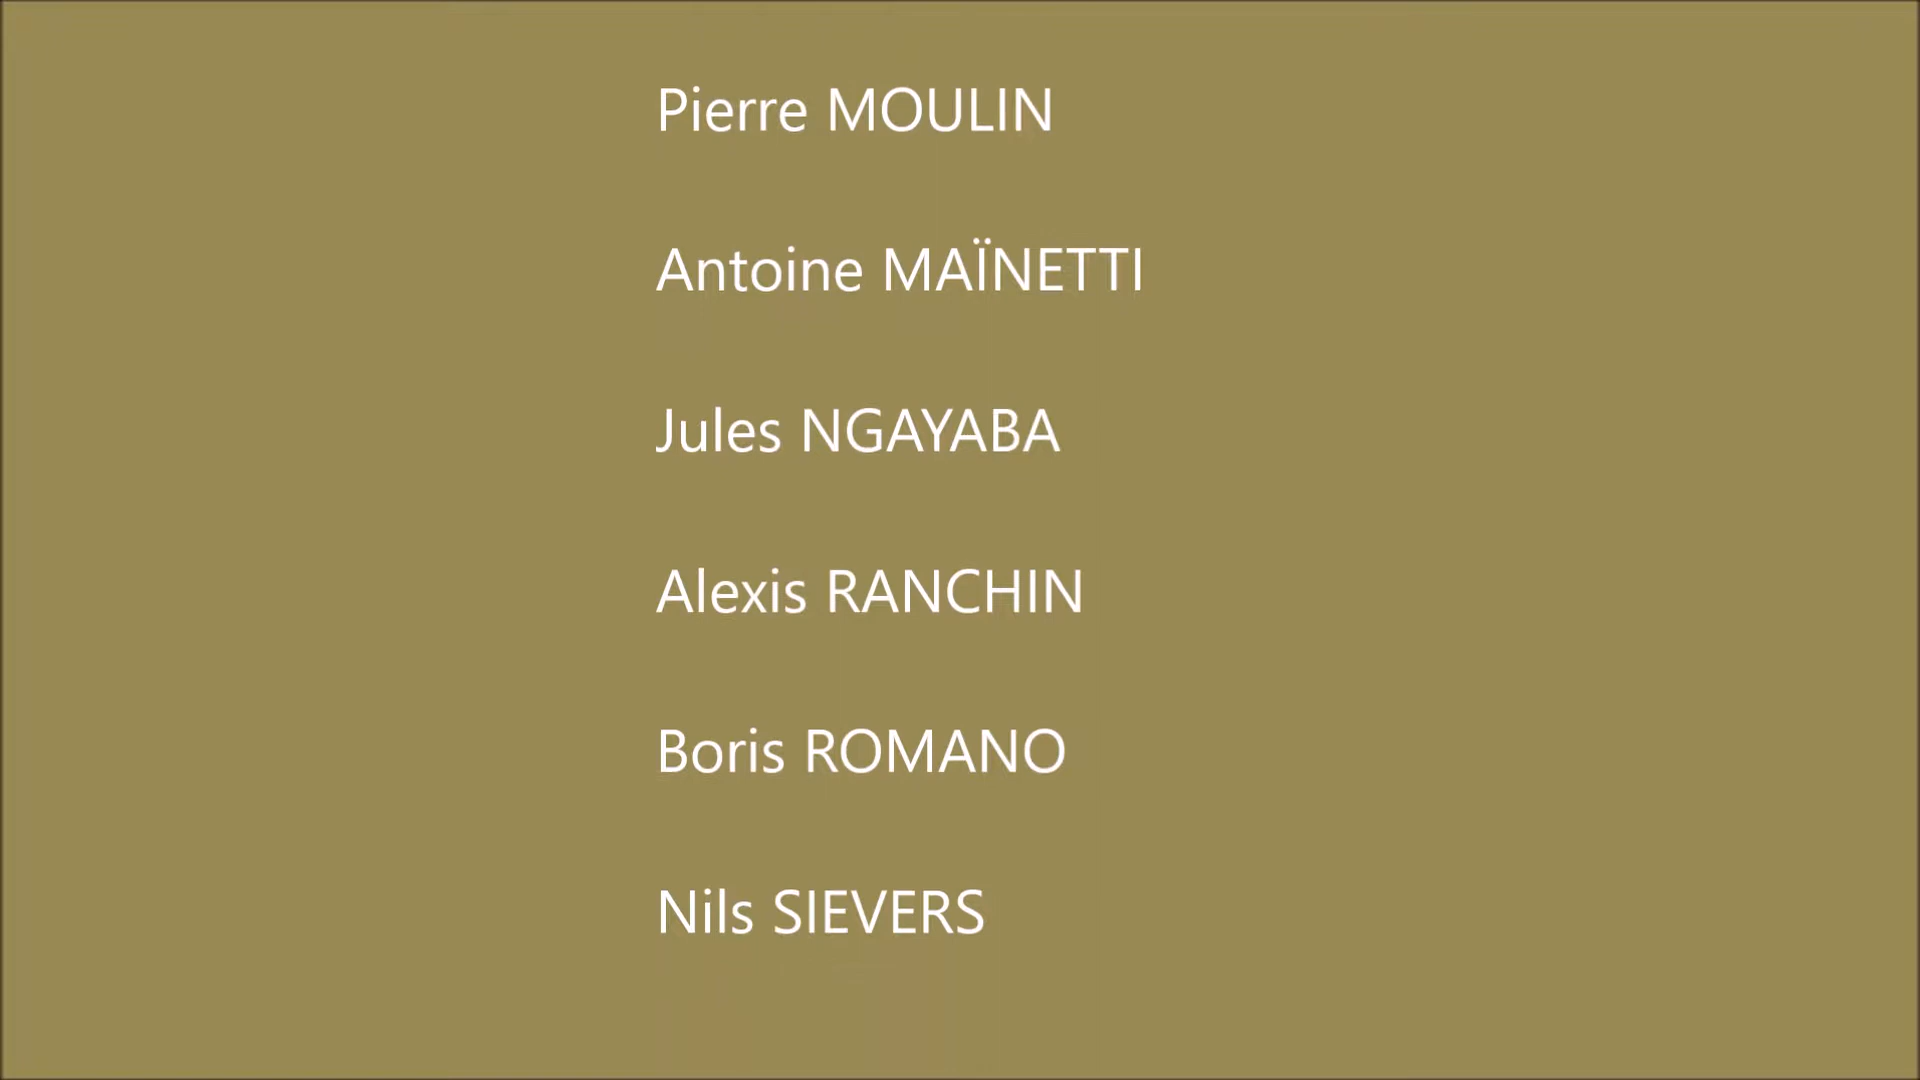 Pierre MOULIN
Antoine MAÏNETTI
Jules NGAYABA
Alexis RANCHIN
Boris ROMANO
Nils SIEVERS